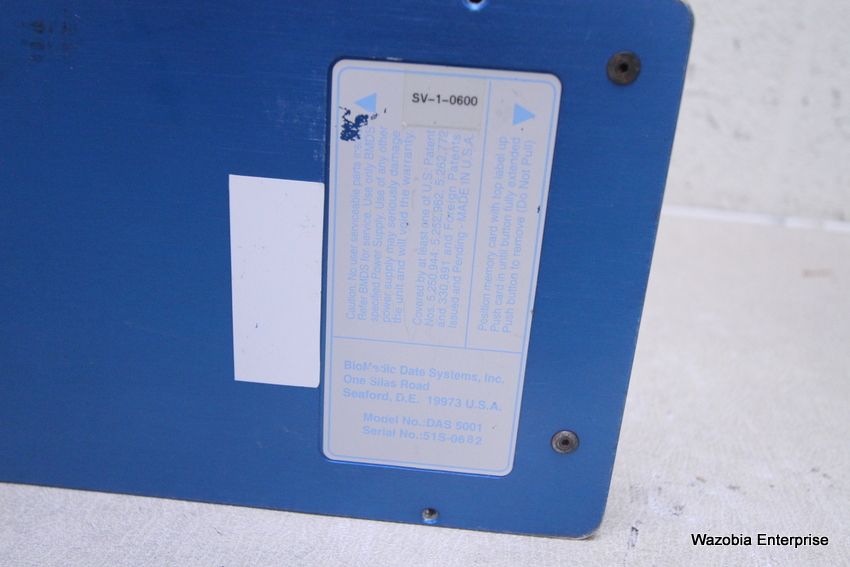 SV-1-0600
Caution: No user serviceable parts
Refer BMDS for service. Use only BMDS
specified Power Supply. Use of any other
power supply may seriously damage
the unit and will void the warranty.
Covered by at least one of U.S. Patent
Nos. 5,250,944 5,252,962, 5,262,772
and 330,891 and Foreign Patents
Issued and Pending - MADE IN U.S.A.
Position memory card with top label up
Push card in until button fully extended
Push button to remove (Do Not Pull)
BioMedic Date Systems, Inc.
One Silas Road
Seaford, D.E. 19973 U.S.A.
Model No.:DAS 5001
Serial No.:51S-0682
Wazobia Enterprise